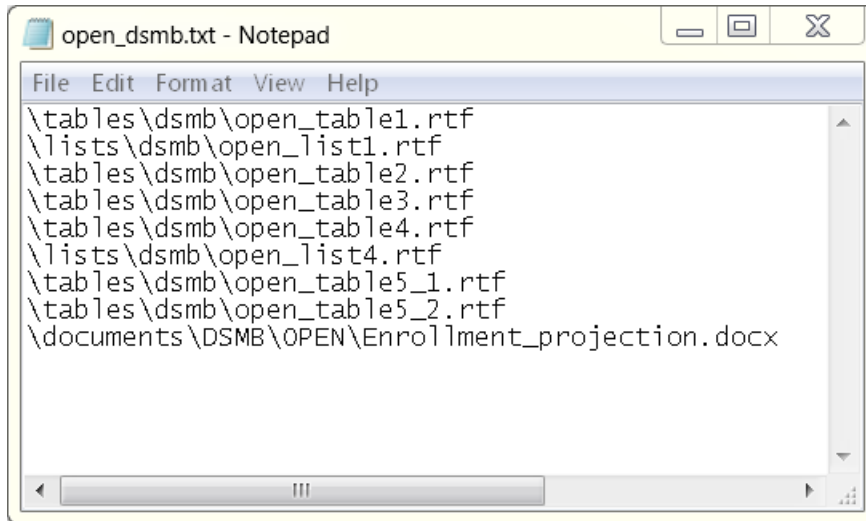 open_dsmb.txt - Notepad
File Edit Format View Help
\tables\dsmb\open_table1.rtf
\lists\dsmb\open_list1.rtf
\tables\dsmb\open_table2.rtf
\tables\dsmb\open_table3.rtf
\tables\dsmb\open_table4.rtf
\lists\dsmb\open_list4.rtf
\tables\dsmb\open_table5_1.rtf
\tables\dsmb\open_table5_2.rtf
\documents\DSMB\OPEN\Enrollment_projection.docx